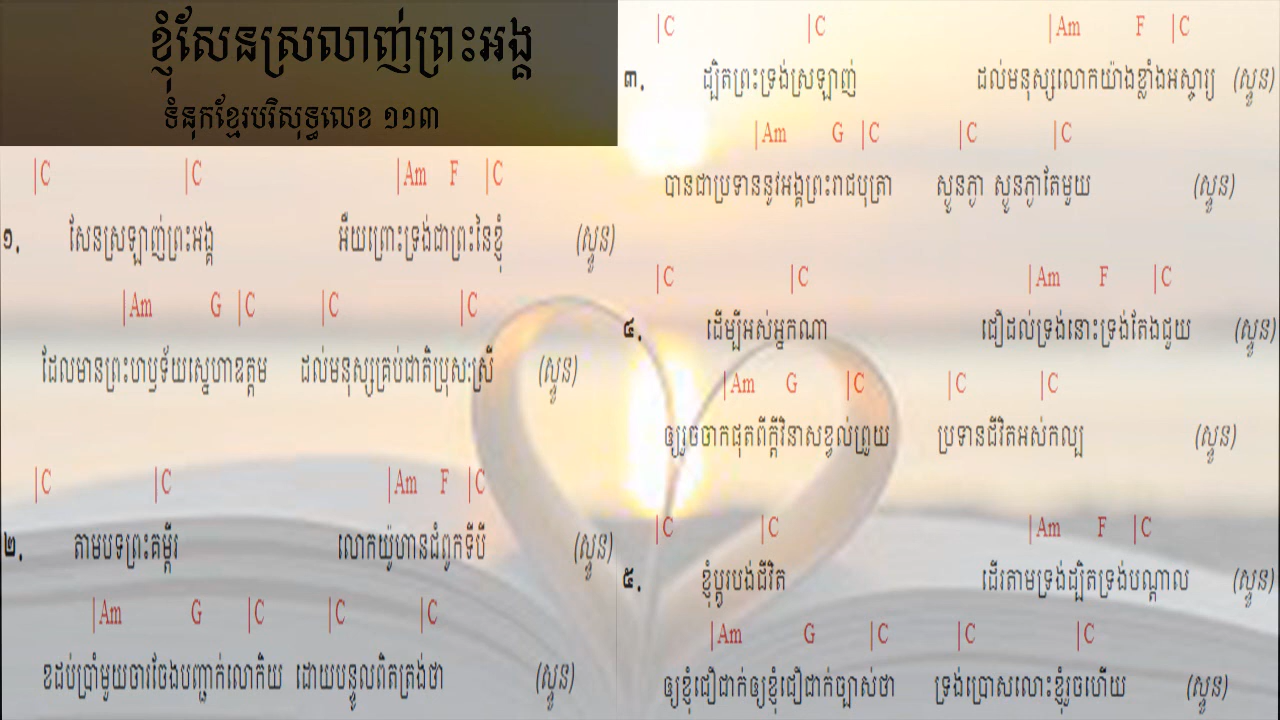 ខ្ញុំសែនស្រលាញ់ព្រះអង្គ
ទំនុកខ្មែរបរិសុទ្ធលេខ ១១៣
|C |C |Am F |C
១. សែនស្រឡាញ់ព្រះអង្គ អីយព្រោះទ្រង់ជាព្រះនៃខ្ញុំ (ស្ទូន)
|Am G |C |C |C
ដែលមានព្រះហឫទ័យស្នេហាឧត្តម ដល់មនុស្សគ្រប់ជាតិប្រុសៈស្រី (ស្ទូន)
|C |C |Am F |C
២. តាមបទព្រះគម្ពីរ លោកយ៉ូហានជំពូកទីបី (ស្ទូន)
|Am G |C |C |C
ខដប់ប្រាំមួយចារចែងបញ្ជាក់លោកិយ ដោយបន្ទូលពិតត្រង់ថា (ស្ទូន)
|C |C |Am F |C
៣. ដ្បិតព្រះទ្រង់ស្រឡាញ់ ដល់មនុស្សលោកយ៉ាងខ្លាំងអស្ចារ្យ (ស្ទូន)
|Am G |C |C |C
បានជាប្រទាននូវអង្គព្រះរាជបុត្រា ស្ងួនភ្ងា ស្ងួនភ្ងាតែមួយ (ស្ទូន)
|C |C |Am F |C
៤. ដើម្បីអស់អ្នកណា ជឿដល់ទ្រង់នោះទ្រង់តែងជួយ (ស្ទូន)
|Am G |C |C |C
ឲ្យរួចចាកផុតពីក្ដីវិនាសខ្វល់ព្រួយ ប្រទានជីវិតអស់កល្ប (ស្ទូន)
|C |C |Am F |C
៥. ខ្ញុំប្ដូរបង់ជីវិត ដើរតាមទ្រង់ដ្បិតទ្រង់បណ្ដាល (ស្ទូន)
|Am G |C |C |C
ឲ្យខ្ញុំជឿជាក់ឲ្យខ្ញុំជឿជាក់ច្បាស់ថា ទ្រង់ប្រោសលោះខ្ញុំរួចហើយ (ស្ទូន)